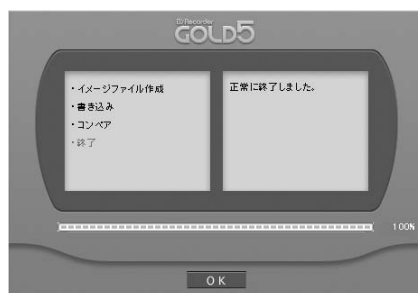 B's Recorder
GOLD5
・イメージファイル作成
・書き込み
・コンペア
・終了
正常に終了しました。
100%
OK